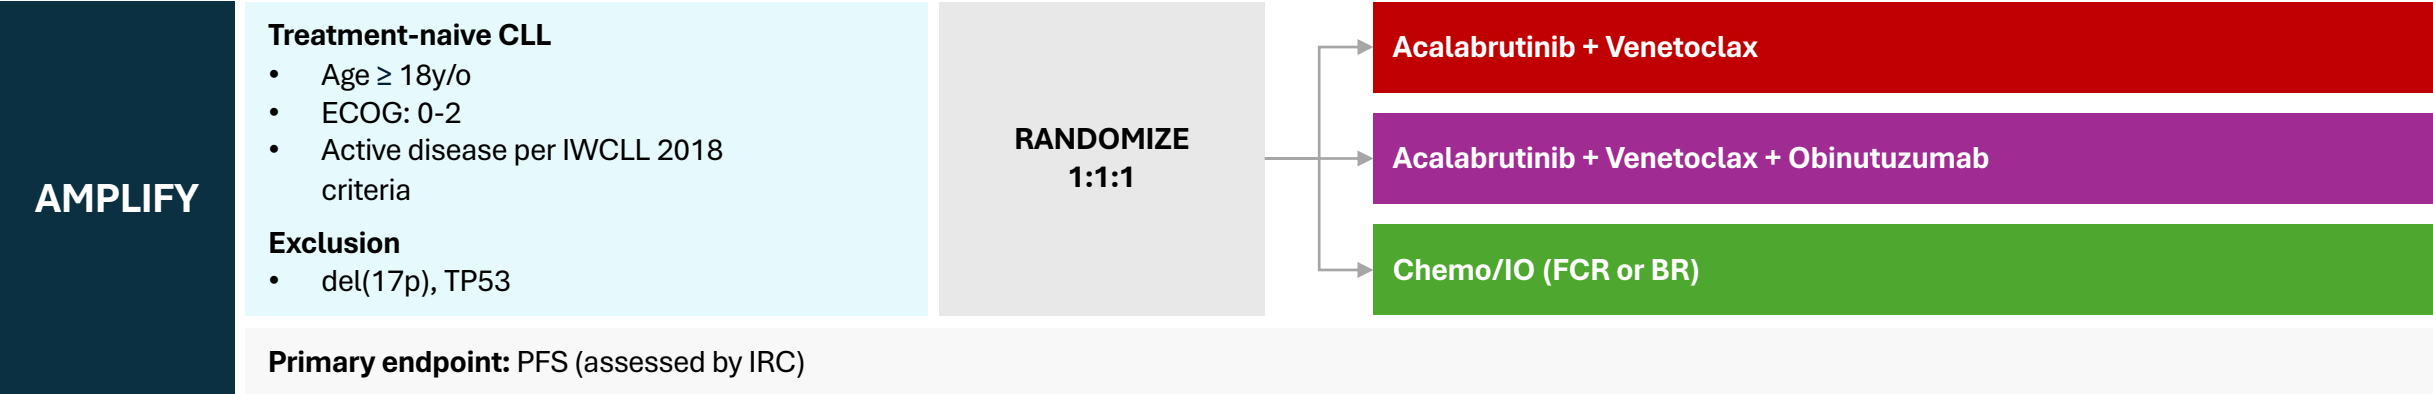 AMPLIFY
Treatment-naive CLL
• Age ≥ 18y/o
• ECOG: 0-2
• Active disease per IWCLL 2018
criteria
Exclusion
• del(17p), TP53
RANDOMIZE
1:1:1
Acalabrutinib + Venetoclax
Acalabrutinib + Venetoclax + Obinutuzumab
Chemo/IO (FCR or BR)
Primary endpoint: PFS (assessed by IRC)